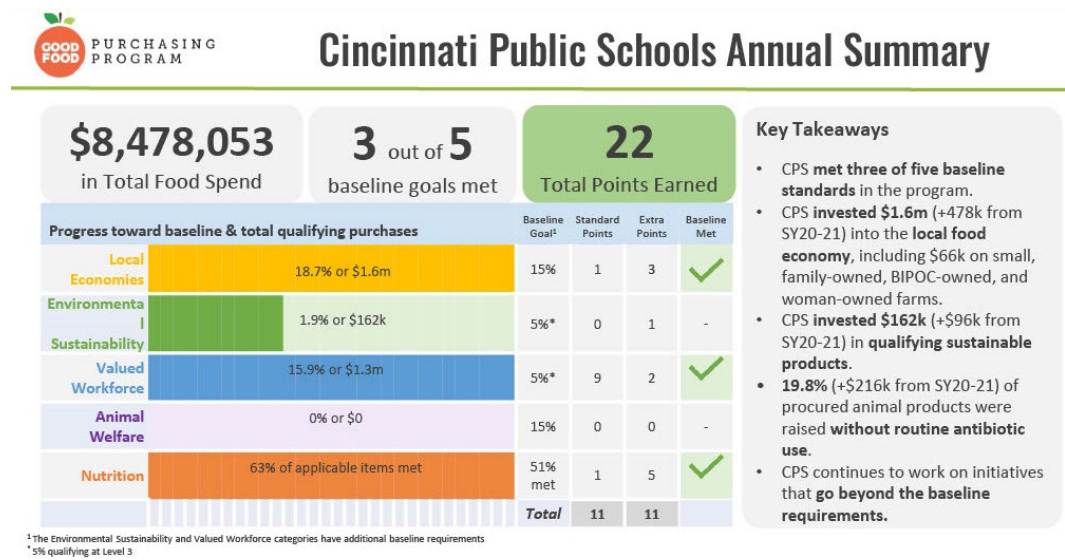 GOOD
FOOD
PURCHASING
PROGRAM
Cincinnati Public Schools Annual Summary
$8,478,053
in Total Food Spend
3 out of 5
baseline goals met
22
Total Points Earned
Progress toward baseline & total qualifying purchases
Baseline
Goal¹
Standard
Points
Extra
Points
Baseline
Met
Local
Economies
18.7% or $1.6m
15%
1
3
Environmenta
l
Sustainability
1.9% or $162k
5%*
0
1
-
Valued
Workforce
15.9% or $1.3m
5%*
9
2
Animal
Welfare
0% or $0
15%
0
0
-
Nutrition
63% of applicable items met
51%
met
1
5
Total
11
11
Key Takeaways
• CPS met three of five baseline
standards in the program.
• CPS invested $1.6m (+478k from
SY20-21) into the local food
economy, including $66k on small,
family-owned, BIPOC-owned, and
woman-owned farms.
• CPS invested $162k (+$96k from
SY20-21) in qualifying sustainable
products.
• 19.8% (+$216k from SY20-21) of
procured animal products were
raised without routine antibiotic
use.
• CPS continues to work on initiatives
that go beyond the baseline
requirements.
¹ The Environmental Sustainability and Valued Workforce categories have additional baseline requirements
* 5% qualifying at Level 3